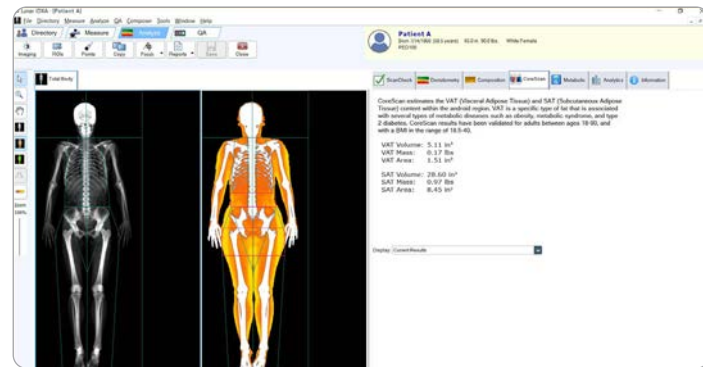 Lunar iDXA - [Patient A]
File Directory Measure Analyze QA Composer Tools Window Help
Directory Measure Analyze QA
Imaging ROIs Points Copy Posit. Reports Save Close
Patient A
White Female
Total Body
ScanCheck Densitometry Composition CoreScan Metabolic Analytics Information
CoreScan estimates the VAT (Visceral Adipose Tissue) and SAT (Subcutaneous Adipose
Tissue) content within the android region. VAT is a specific type of fat that is associated
with several types of metabolic diseases such as obesity, metabolic syndrome, and type
2 diabetes. CoreScan results have been validated for adults between ages 18-90, and
with a BMI in the range of 18.5-40.
VAT Volume: 5.11 in³
VAT Mass: 0.17 lbs
VAT Area: 1.51 in²
SAT Volume: 28.60 in³
SAT Mass: 0.97 lbs
SAT Area: 8.45 in²
Zoom
100%
Display: Current Results